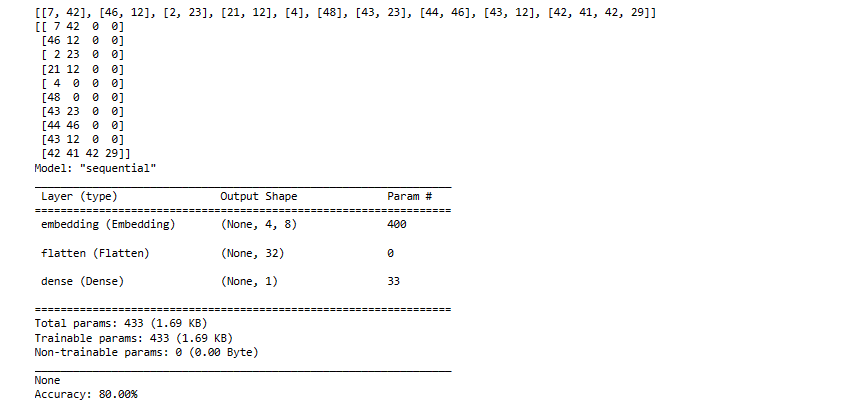 [[7, 42], [46, 12], [2, 23], [21, 12], [4], [48], [43, 23], [44, 46], [43, 12], [42, 41, 42, 29]]
[[ 7 42  0  0]
 [46 12  0  0]
 [ 2 23  0  0]
 [21 12  0  0]
 [ 4  0  0  0]
 [48  0  0  0]
 [43 23  0  0]
 [44 46  0  0]
 [43 12  0  0]
 [42 41 42 29]]
Model: "sequential"
_________________________________________________________________
 Layer (type)                Output Shape              Param #
=================================================================
 embedding (Embedding)       (None, 4, 8)              400
 flatten (Flatten)           (None, 32)                0
 dense (Dense)               (None, 1)                 33
=================================================================
Total params: 433 (1.69 KB)
Trainable params: 433 (1.69 KB)
Non-trainable params: 0 (0.00 Byte)
_________________________________________________________________
None
Accuracy: 80.00%